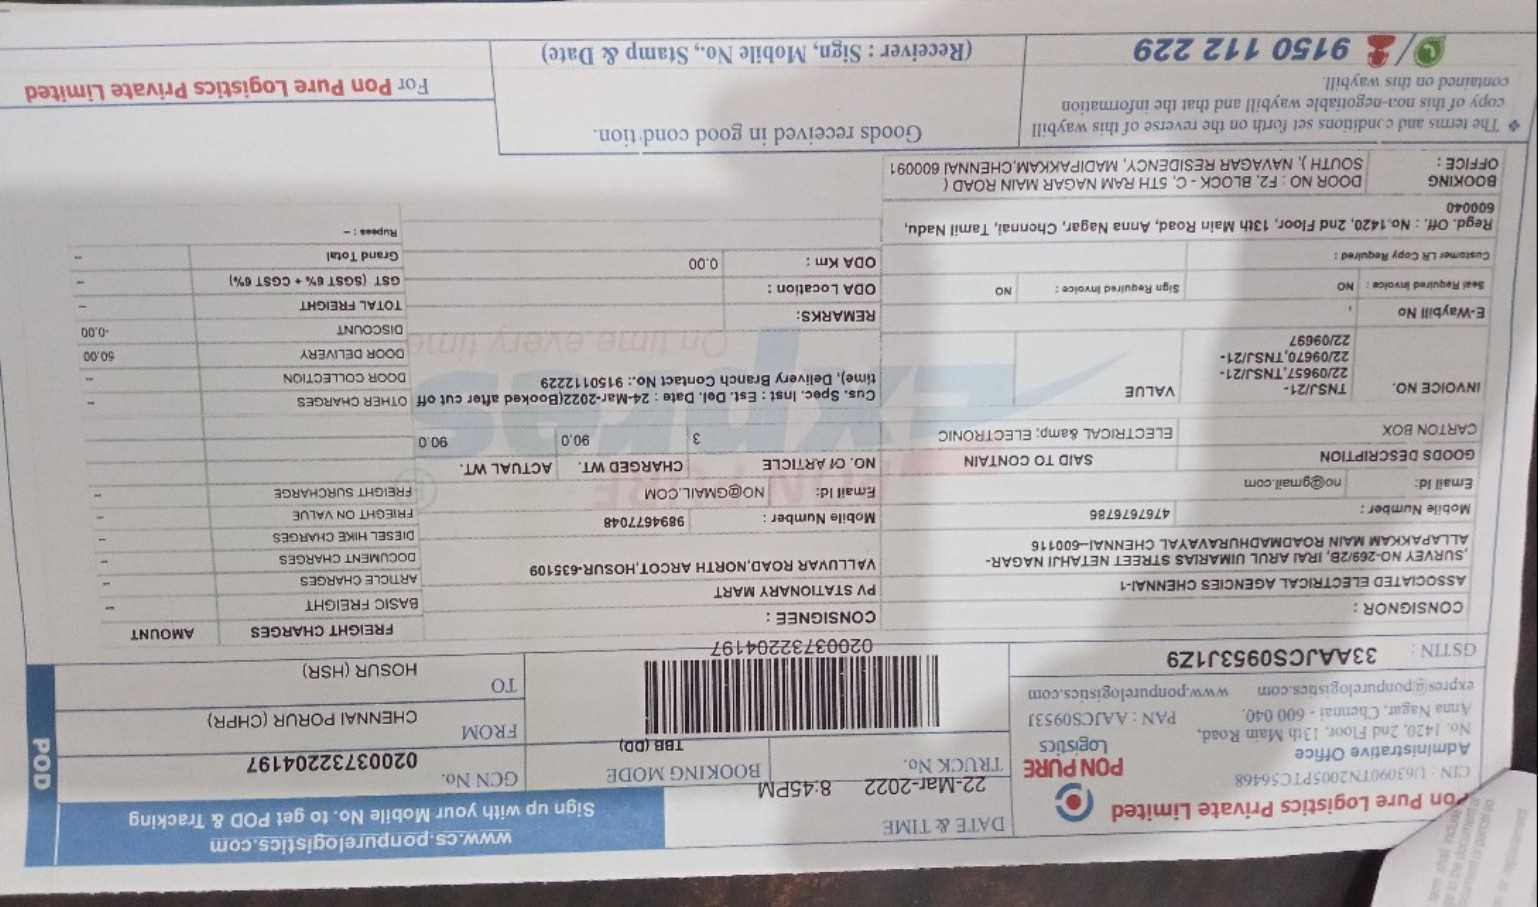 Pon Pure Logistics Private Limited
CIN : U63090TN2005PTC56468
Administrative Office
No. 1420, 2nd Floor, 13th Main Road,
Anna Nagar, Chennai - 600 040.
PAN : AAJCS0953J
expres@ponpurelogistics.com www.ponpurelogistics.com
PON PURE
Logistics
GSTIN : 33AAJCS0953J1Z9
DATE & TIME
22-Mar-2022 8:45PM
TRUCK No.
BOOKING MODE
TBB (DD)
0200373220419​7
www.cs.ponpurelogistics.com
Sign up with your Mobile No. to get POD & Tracking
GCN No. 02003732204197
FROM CHENNAI PORUR (CHPR)
TO HOSUR (HSR)
POD
CONSIGNOR :
ASSOCIATED ELECTRICAL AGENCIES CHENNAI-1
,SURVEY NO-269/2B, IRAI ARUL UIMARIAS STREET NETAHJI NAGAR-
ALLAPAKKAM MAIN ROADMADHURAVAYAL CHENNAI--600116
Mobile Number : 4767676786
Email Id: no@gmail.com
CONSIGNEE :
PV STATIONARY MART
VALLUVAR ROAD,NORTH ARCOT,HOSUR-635109
Mobile Number : 9894677048
Email Id: NO@GMAIL.COM
GOODS DESCRIPTION SAID TO CONTAIN
CARTON BOX ELECTRICAL &amp; ELECTRONIC
NO. Of ARTICLE CHARGED WT. ACTUAL WT.
3 90.0 90.0
INVOICE NO.
TNSJ/21-
22/09657,TNSJ/21-
22/09670,TNSJ/21-
22/09697
VALUE
E-Waybill No ,
Seal Required Invoice : NO Sign Required Invoice : NO
Customer LR Copy Required :
Cus. Spec. Inst : Est. Del. Date : 24-Mar-2022(Booked after cut off
time), Delivery Branch Contact No.: 9150112229
REMARKS:
ODA Location :
ODA Km : 0.00
PON PURE
EXpres
On time every time
FREIGHT CHARGES AMOUNT
BASIC FREIGHT --
ARTICLE CHARGES --
DOCUMENT CHARGES --
DIESEL HIKE CHARGES --
FRIEGHT ON VALUE --
FREIGHT SURCHARGE --
OTHER CHARGES --
DOOR COLLECTION --
DOOR DELIVERY 50.00
DISCOUNT -0.00
TOTAL FREIGHT --
GST (SGST 6% + CGST 6%) --
Grand Total --
Rupees : --
Regd. Off. : No.1420, 2nd Floor, 13th Main Road, Anna Nagar, Chennai, Tamil Nadu,
600040
BOOKING OFFICE : DOOR NO : F2, BLOCK - C, 5TH RAM NAGAR MAIN ROAD (
SOUTH ), NAVAGAR RESIDENCY, MADIPAKKAM,CHENNAI 600091
The terms and conditions set forth on the reverse of this waybill
copy of this non-negotiable waybill and that the information
contained on this waybill.
9150 112 229
Goods received in good condition.
(Receiver : Sign, Mobile No., Stamp & Date)
For Pon Pure Logistics Private Limited